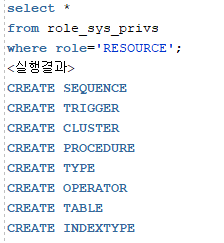 select *
from role_sys_privs
where role='RESOURCE';
<실행결과>
CREATE SEQUENCE
CREATE TRIGGER
CREATE CLUSTER
CREATE PROCEDURE
CREATE TYPE
CREATE OPERATOR
CREATE TABLE
CREATE INDEXTYPE